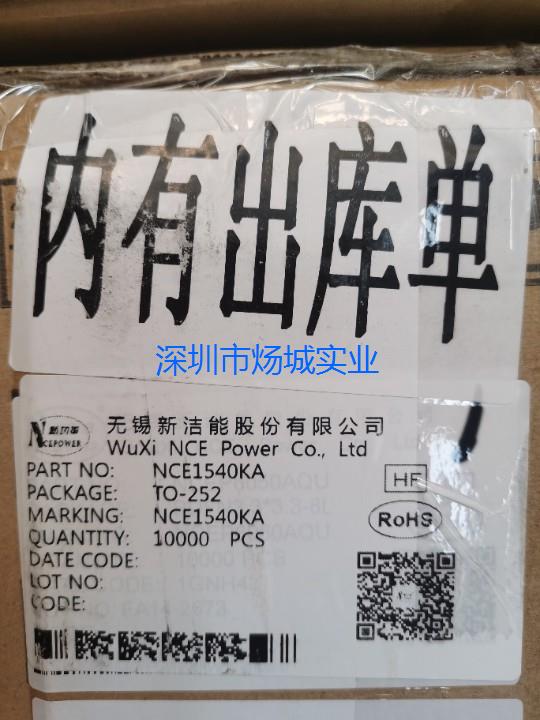 内有出库单
深圳市炀城实业
NCEPOWER
无锡新洁能股份有限公司
WuXi NCE Power Co., Ltd
PART NO: NCE1540KA
PACKAGE: TO-252
MARKING: NCE1540KA
QUANTITY: 10000 PCS
DATE CODE:
LOT NO:
CODE:
HF
RoHS